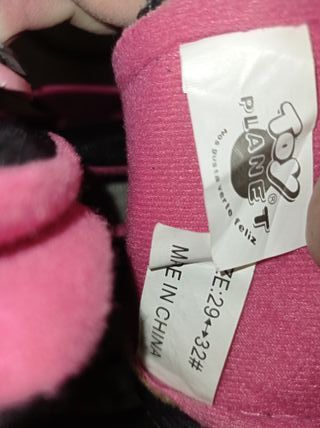 TOY
PLANET®
Nos gusta verte feliz
ZE:29↔32#
MADE IN CHINA